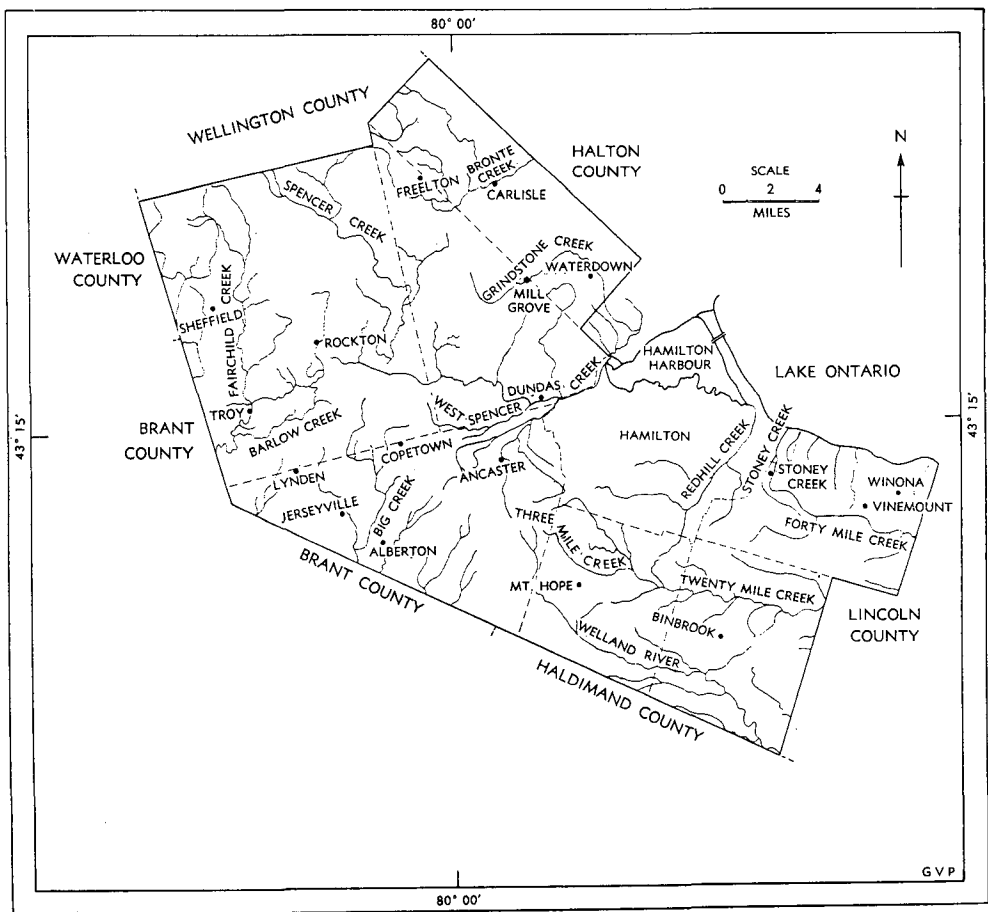 80° 00'
WELLINGTON COUNTY
HALTON
COUNTY
N
SCALE
0 2 4
MILES
BRONTE
CREEK
FREELTON
CARLISLE
SPENCER
CREEK
WATERLOO
COUNTY
GRINDSTONE CREEK
WATERDOWN
MILL
GROVE
FAIRCHILD CREEK
SHEFFIELD
ROCKTON
HAMILTON
HARBOUR
LAKE ONTARIO
DUNDAS
CREEK
WEST SPENCER
TROY
BARLOW CREEK
43° 15'
43° 15'
BRANT
COUNTY
COPETOWN
HAMILTON
ANCASTER
LYNDEN
REDHILL CREEK
STONEY CREEK
STONEY
CREEK
WINONA
VINEMOUNT
JERSEYVILLE
BIG CREEK
ALBERTON
THREE
MILE CREEK
FORTY MILE CREEK
BRANT COUNTY
MT. HOPE
TWENTY MILE CREEK
BINBROOK
LINCOLN
COUNTY
WELLAND RIVER
HALDIMAND COUNTY
80° 00'
G V P